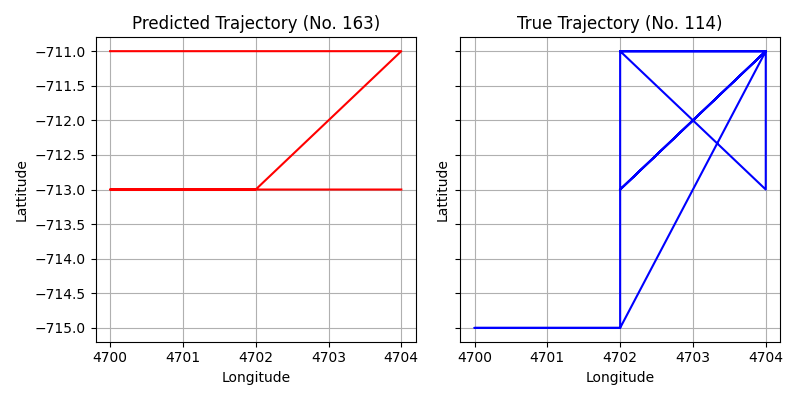 Predicted Trajectory (No. 163)
True Trajectory (No. 114)
−711.0
−711.5
−712.0
−712.5
−713.0
−713.5
−714.0
−714.5
−715.0
Lattitude
Lattitude
4700 4701 4702 4703 4704
4700 4701 4702 4703 4704
Longitude
Longitude